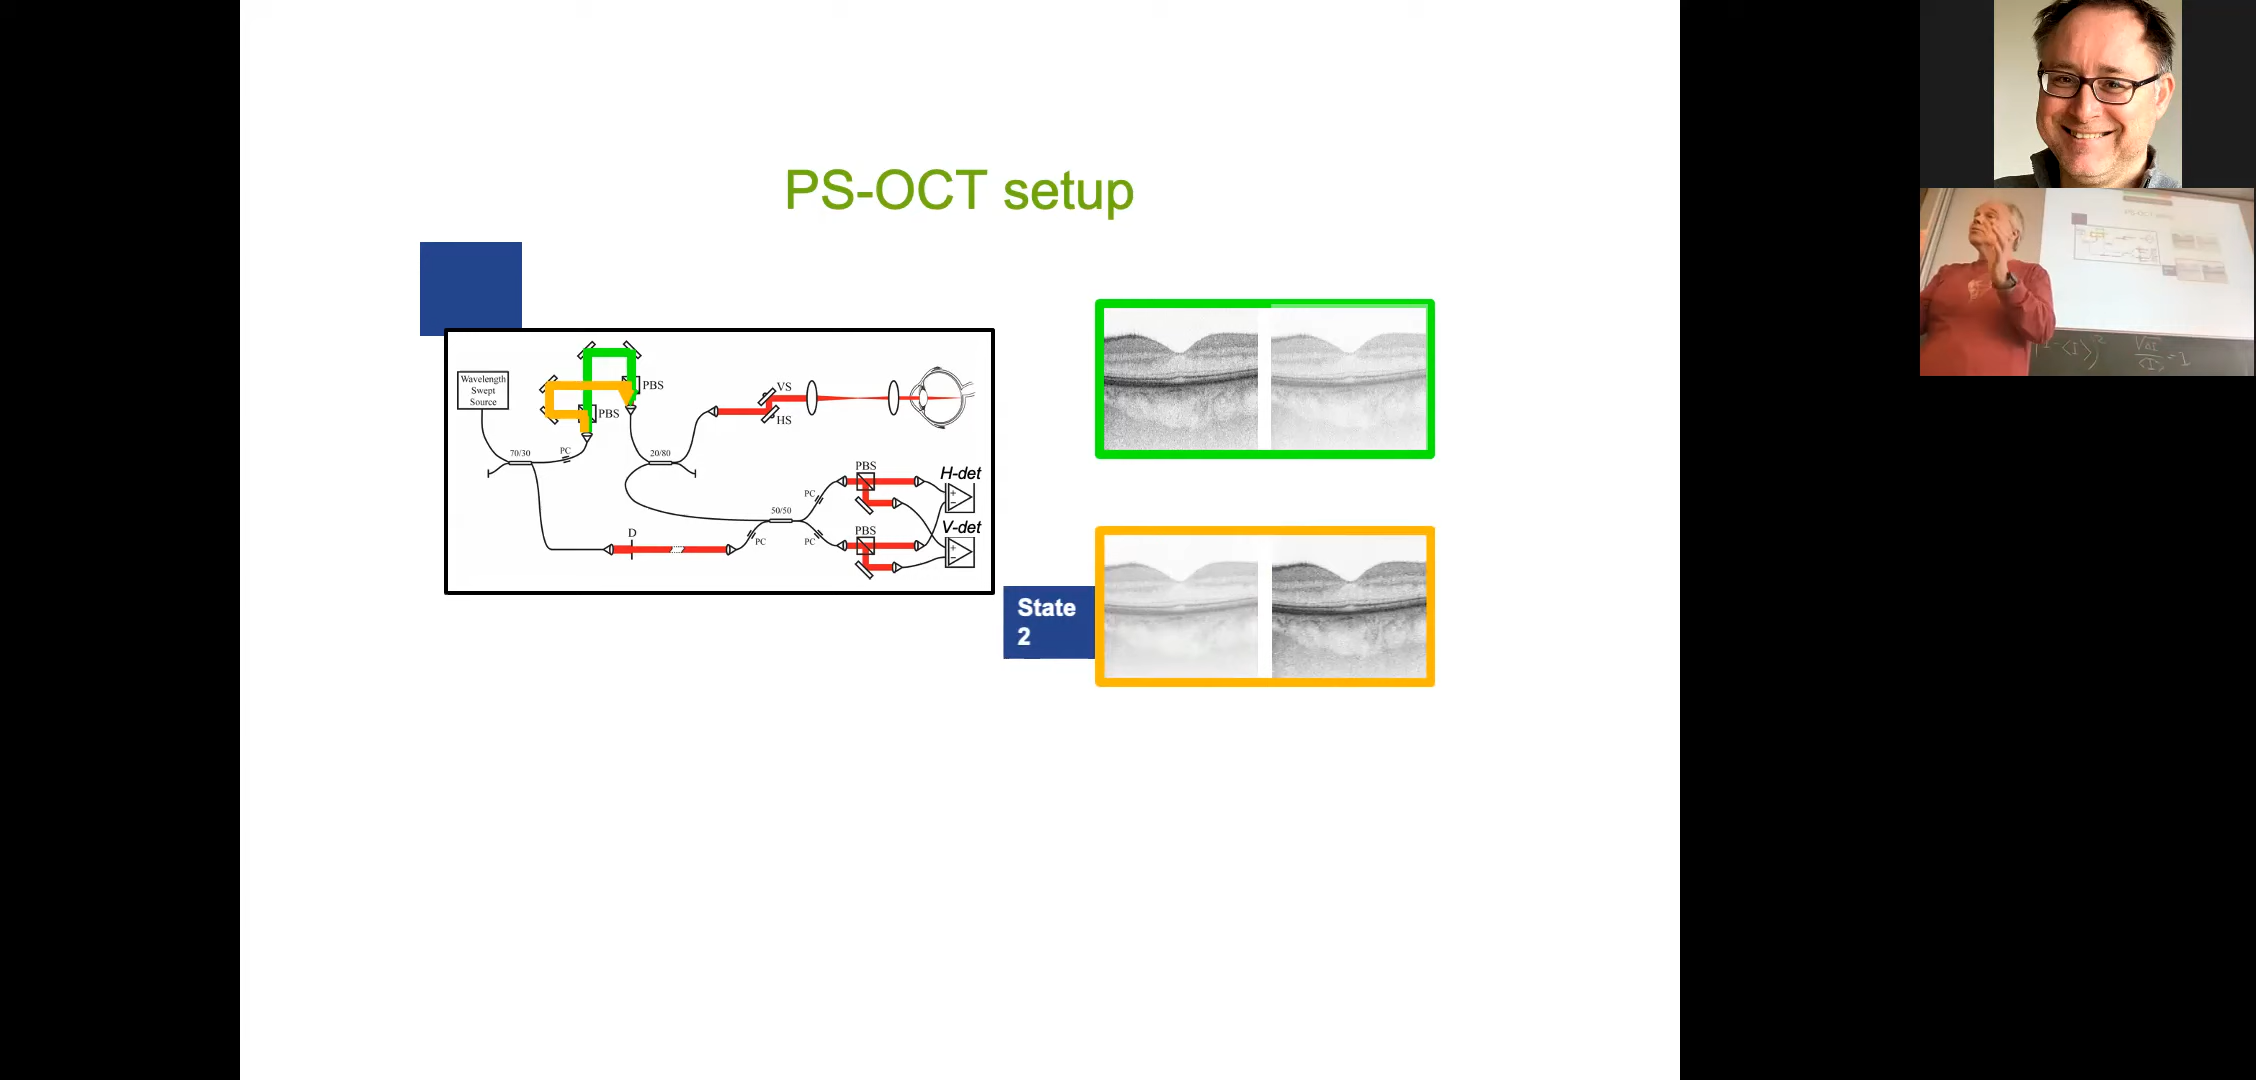 PS-OCT setup
Wavelength
Swept
Source
PBS
PBS
VS
HS
PC
70/30
20/80
PBS
H-det
PC
50/50
+
−
D
PC
PC
PBS
V-det
+
−
State
2